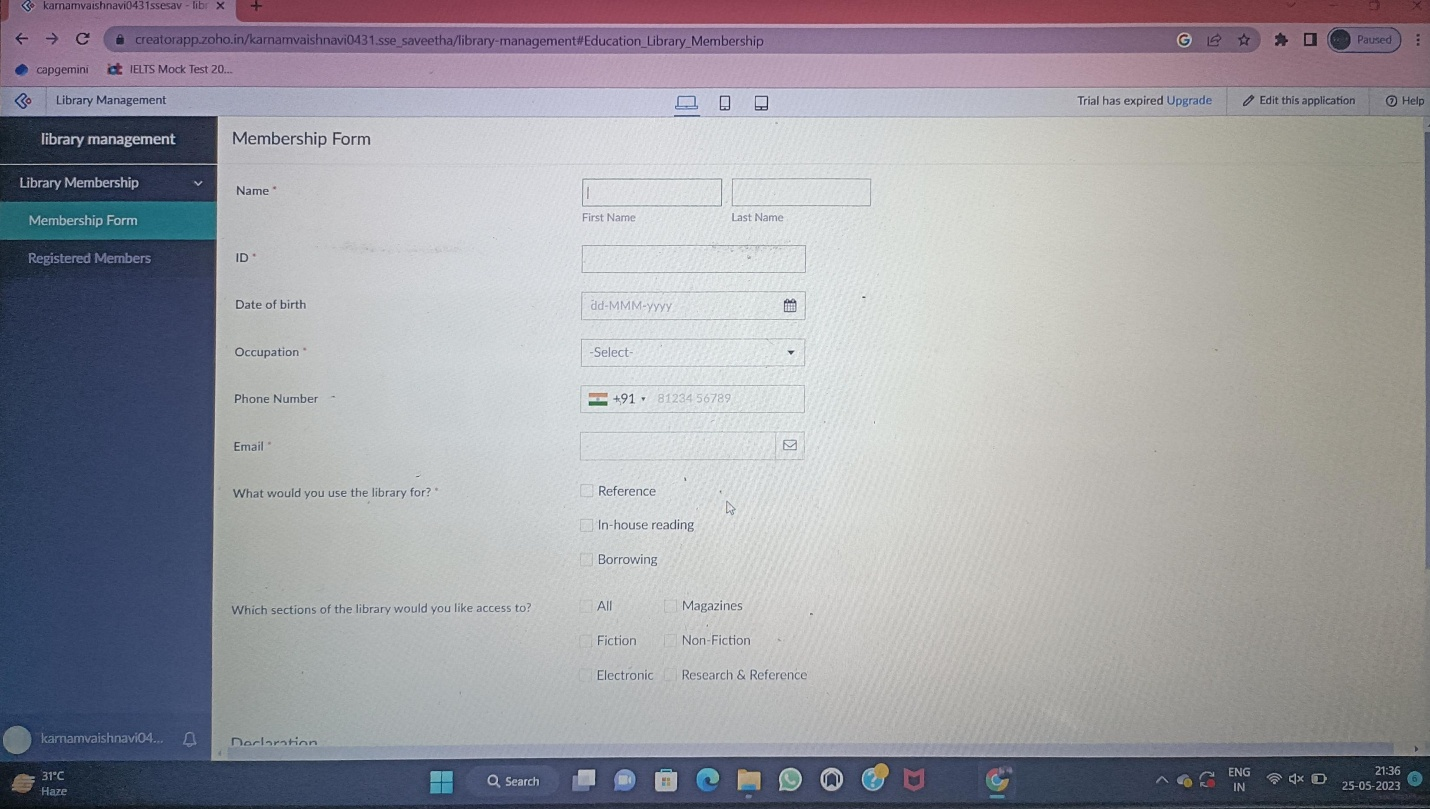 karnamvaishnavi0431ssesav - libr
creatorapp.zoho.in/karnamvaishnavi0431.sse_saveetha/library-management#Education_Library_Membership
Paused
capgemini IELTS Mock Test 20...
Library Management
Trial has expired Upgrade Edit this application Help
library management
Library Membership
Membership Form
Registered Members
karnamvaishnavi04...
Membership Form
Name *
First Name Last Name
ID *
Date of birth dd-MMM-yyyy
Occupation * -Select-
Phone Number +91 81234 56789
Email *
What would you use the library for? * Reference
In-house reading
Borrowing
Which sections of the library would you like access to? All Magazines
Fiction Non-Fiction
Electronic Research & Reference
Declaration
31°C
Haze
Search
ENG
IN
21:36
25-05-2023
6